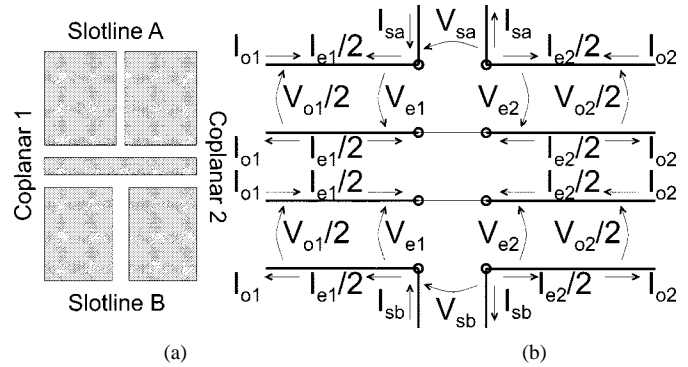 Slotline A
Coplanar 1
Coplanar 2
Slotline B
(a)
I_sa V_sa I_sa
I_o1 I_e1/2 I_e2/2 I_o2
V_o1/2 V_e1 V_e2 V_o2/2
I_o1 I_e1/2 I_e2/2 I_o2
I_o1 I_e1/2 I_e2/2 I_o2
V_o1/2 V_e1 V_e2 V_o2/2
I_o1 I_e1/2 I_e2/2 I_o2
I_sb V_sb I_sb
(b)